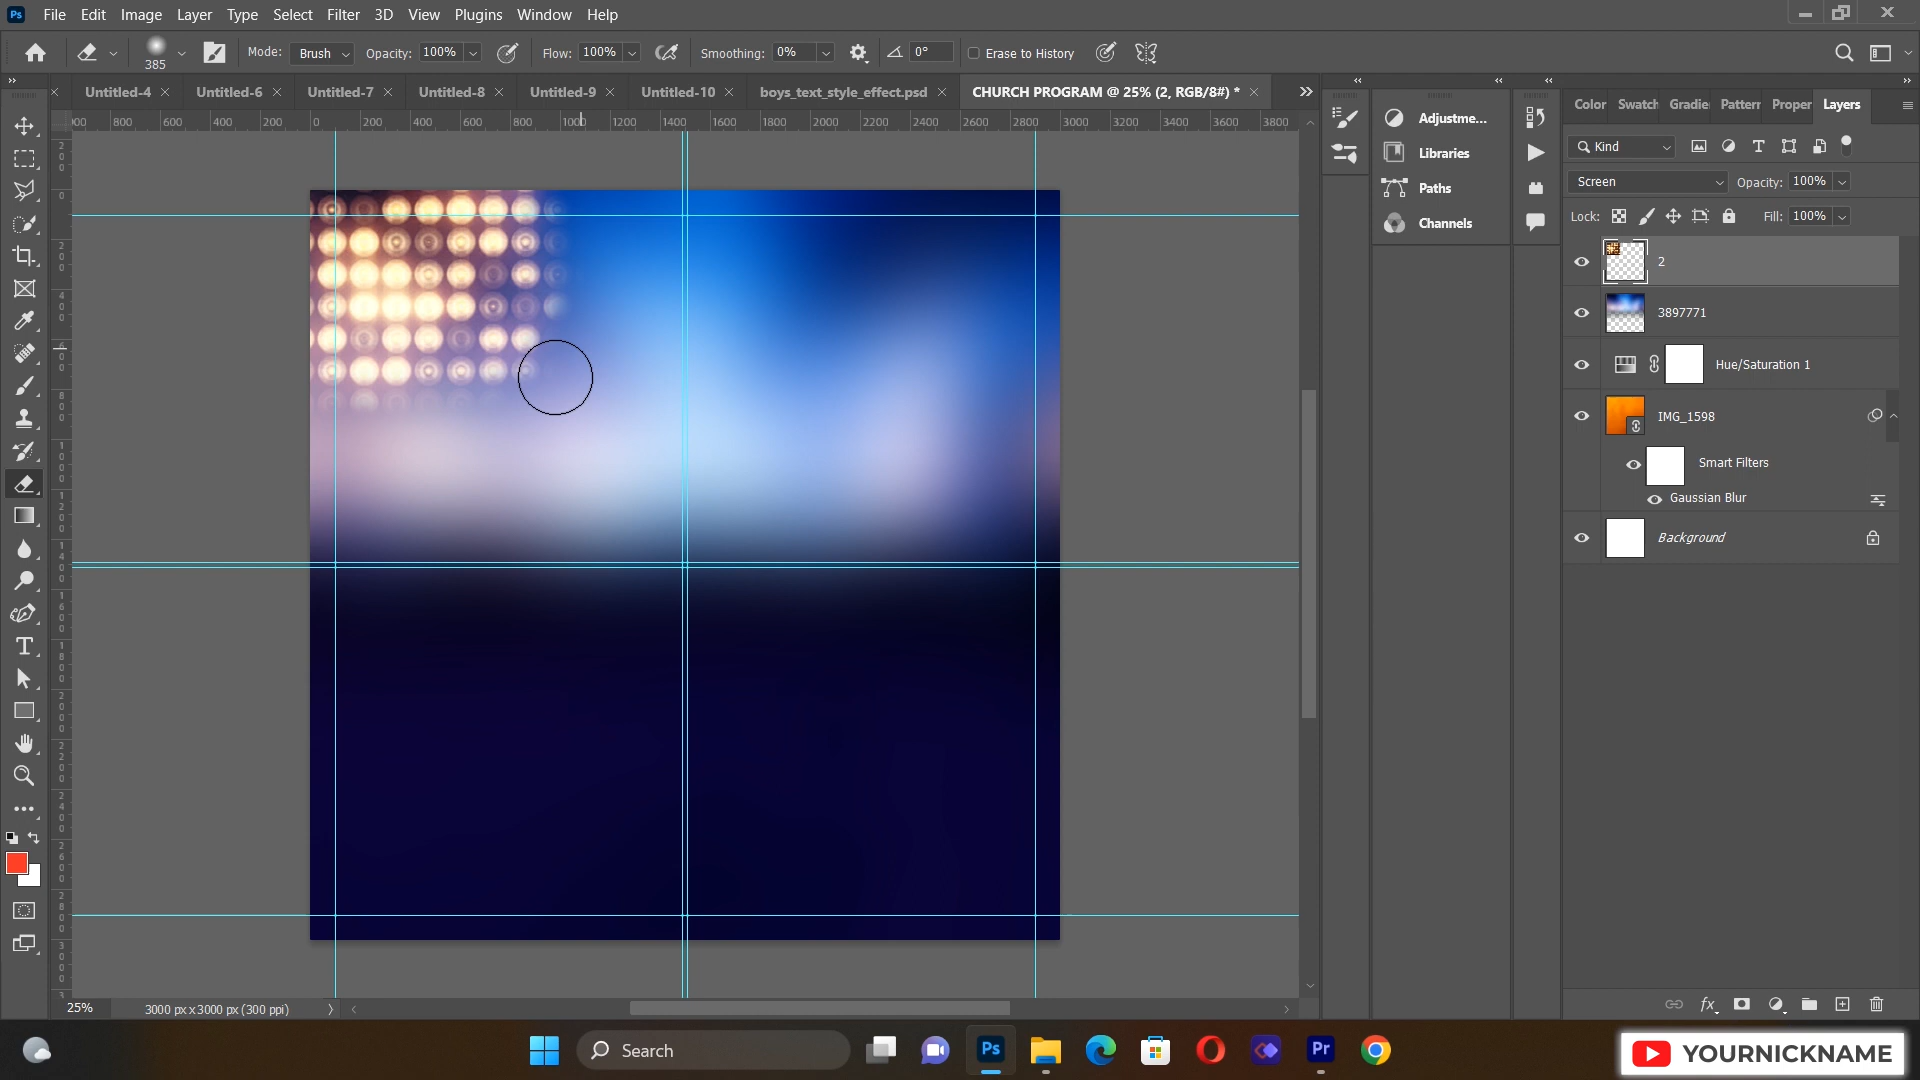 Ps File Edit Image Layer Type Select Filter 3D View Plugins Window Help
385 Mode: Brush Opacity: 100% Flow: 100% Smoothing: 0% 0° Erase to History
Untitled-4 Untitled-6 Untitled-7 Untitled-8 Untitled-9 Untitled-10 boys_text_style_effect.psd CHURCH PROGRAM @ 25% (2, RGB/8#) *
800 600 400 200 0 200 400 600 800 1000 1200 1400 1600 1800 2000 2200 2400 2600 2800 3000 3200 3400 3600 3800
Adjustme...
Libraries
Paths
Channels
Color Swatch Gradie Pattern Proper Layers
Kind
Screen Opacity: 100%
Lock: Fill: 100%
2
3897771
Hue/Saturation 1
IMG_1598
Smart Filters
Gaussian Blur
Background
25% 3000 px x 3000 px (300 ppi)
Search Ps Pr
YOURNICKNAME